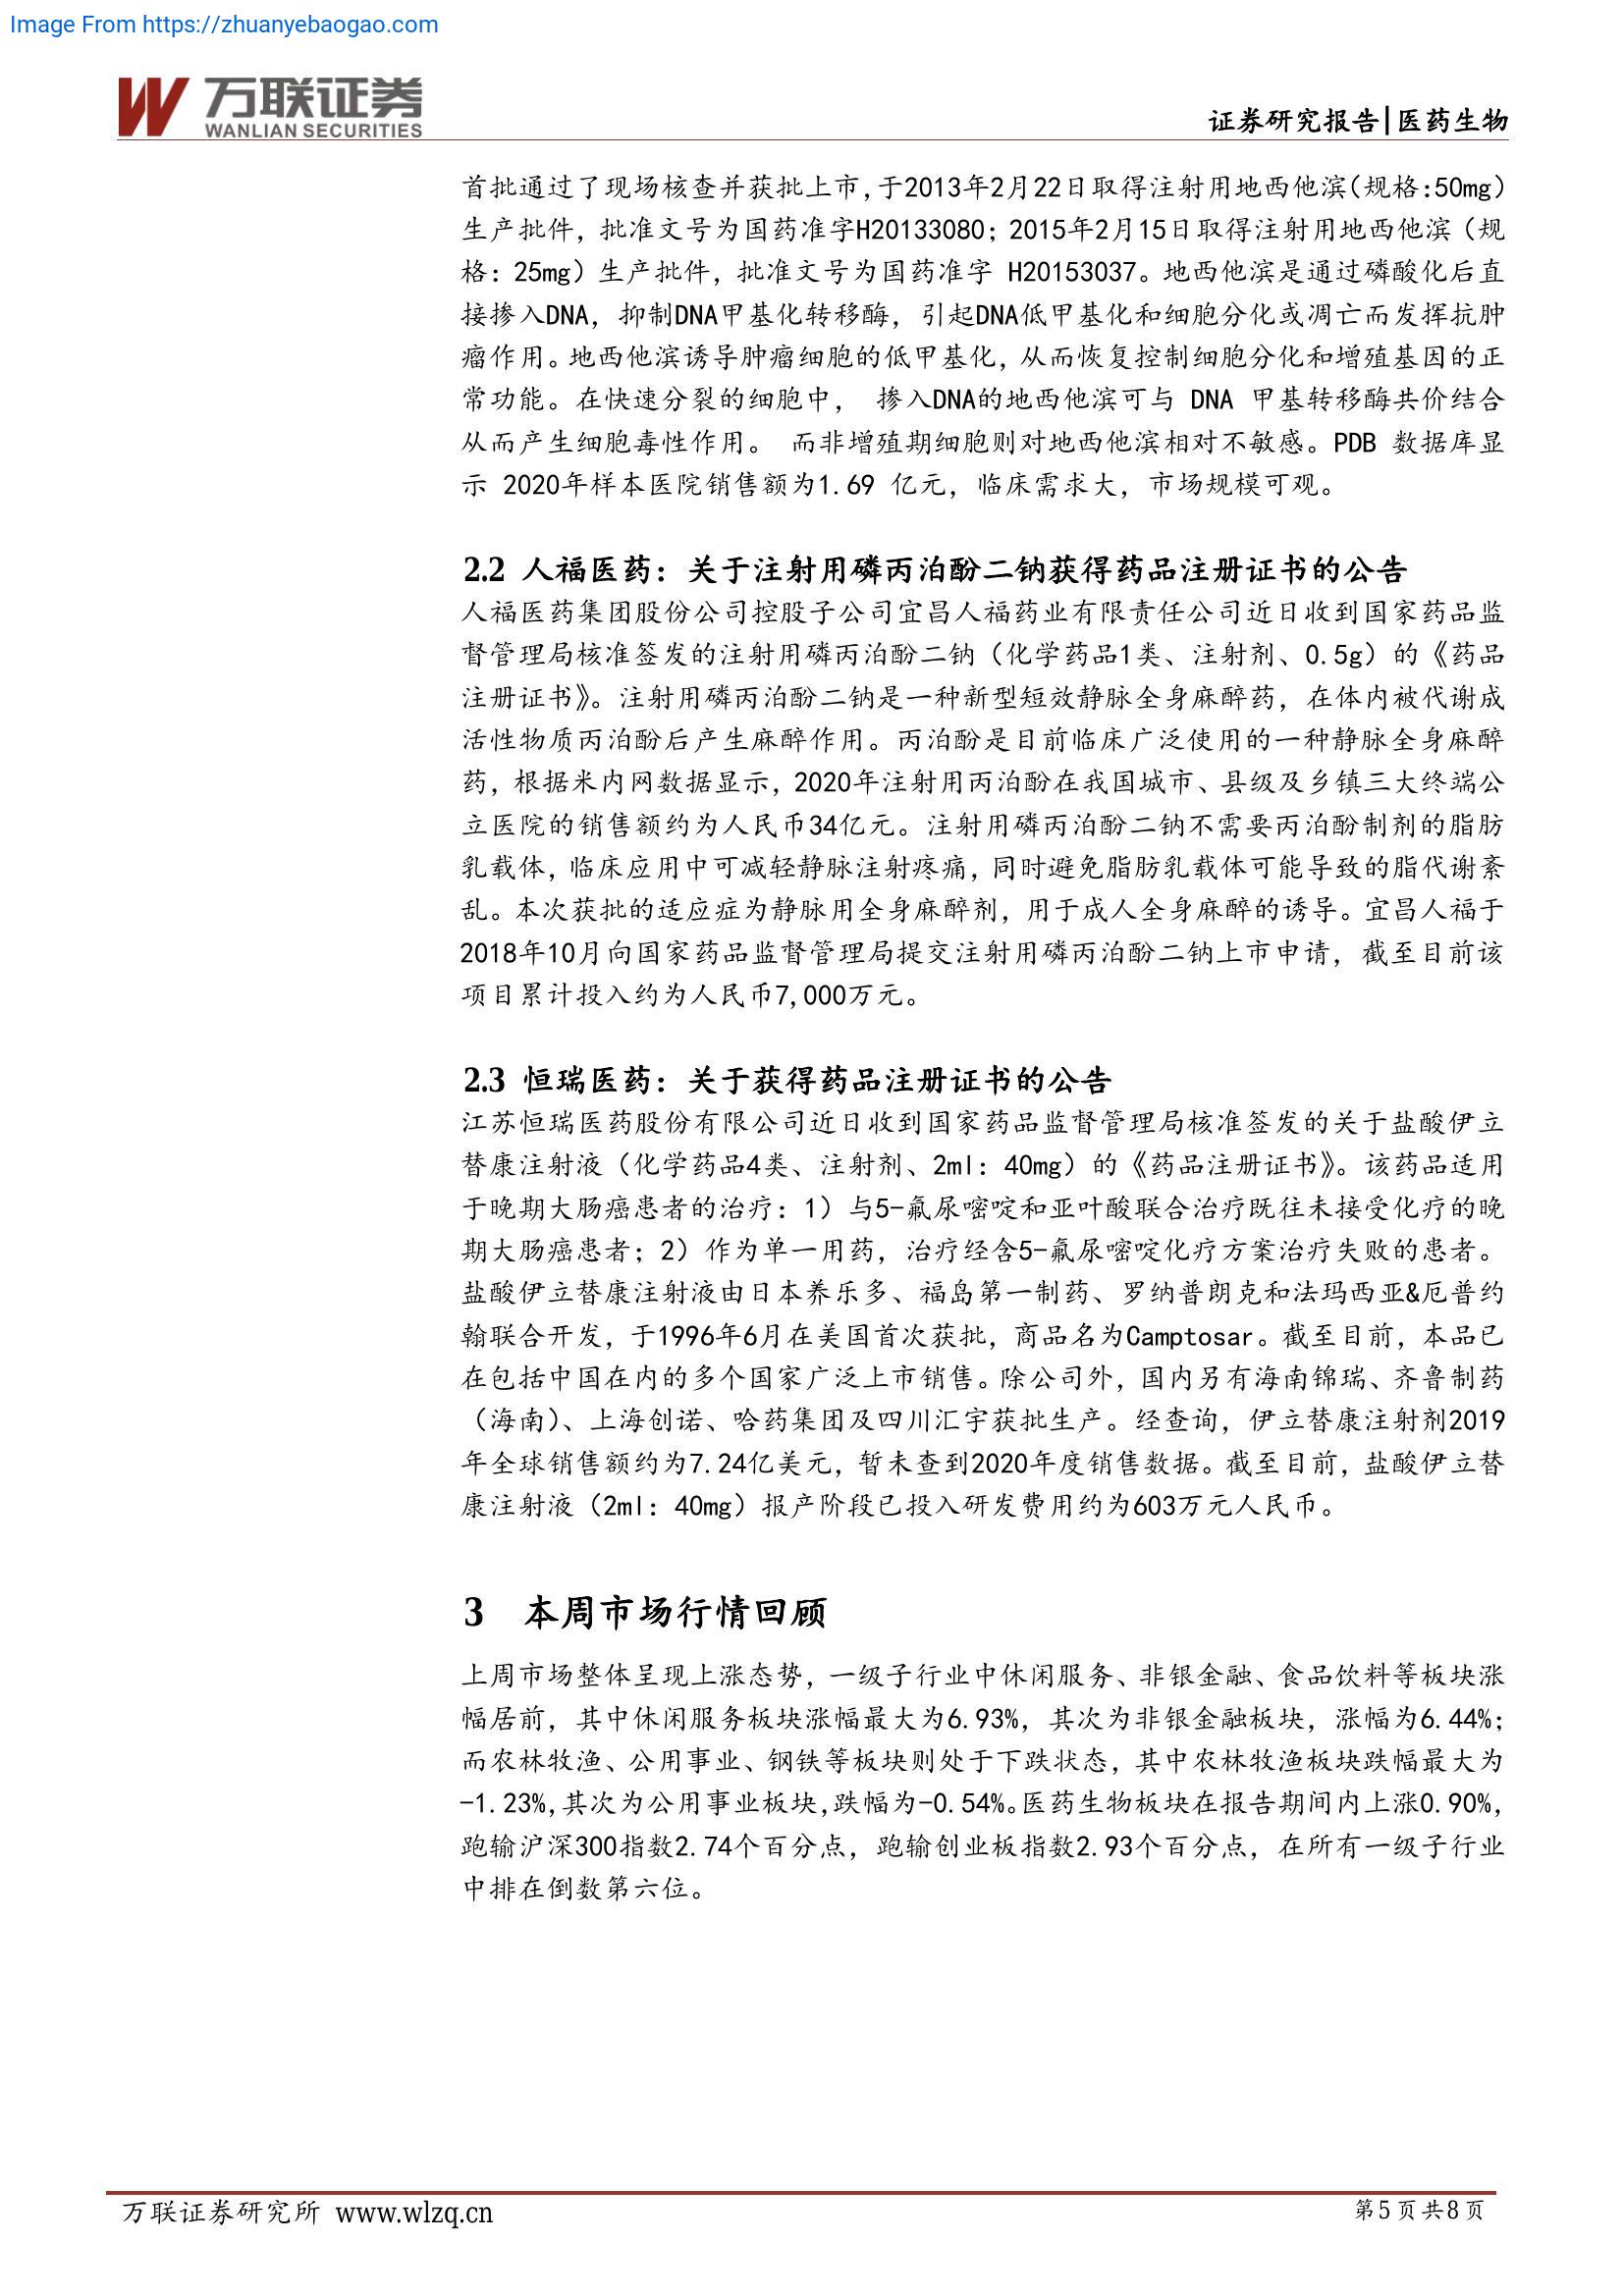 Image From https://zhuanyebaogao.com
万联证券
WANLIAN SECURITIES
证券研究报告|医药生物
首批通过了现场核查并获批上市,于2013年2月22日取得注射用地西他滨(规格:50mg)
生产批件，批准文号为国药准字H20133080；2015年2月15日取得注射用地西他滨（规
格：25mg）生产批件，批准文号为国药准字 H20153037。地西他滨是通过磷酸化后直
接掺入DNA，抑制DNA甲基化转移酶，引起DNA低甲基化和细胞分化或凋亡而发挥抗肿
瘤作用。地西他滨诱导肿瘤细胞的低甲基化，从而恢复控制细胞分化和增殖基因的正
常功能。在快速分裂的细胞中， 掺入DNA的地西他滨可与 DNA 甲基转移酶共价结合
从而产生细胞毒性作用。 而非增殖期细胞则对地西他滨相对不敏感。PDB 数据库显
示 2020年样本医院销售额为1.69 亿元，临床需求大，市场规模可观。
2.2 人福医药：关于注射用磷丙泊酚二钠获得药品注册证书的公告
人福医药集团股份公司控股子公司宜昌人福药业有限责任公司近日收到国家药品监
督管理局核准签发的注射用磷丙泊酚二钠（化学药品1类、注射剂、0.5g）的《药品
注册证书》。注射用磷丙泊酚二钠是一种新型短效静脉全身麻醉药，在体内被代谢成
活性物质丙泊酚后产生麻醉作用。丙泊酚是目前临床广泛使用的一种静脉全身麻醉
药，根据米内网数据显示，2020年注射用丙泊酚在我国城市、县级及乡镇三大终端公
立医院的销售额约为人民币34亿元。注射用磷丙泊酚二钠不需要丙泊酚制剂的脂肪
乳载体，临床应用中可减轻静脉注射疼痛，同时避免脂肪乳载体可能导致的脂代谢紊
乱。本次获批的适应症为静脉用全身麻醉剂，用于成人全身麻醉的诱导。宜昌人福于
2018年10月向国家药品监督管理局提交注射用磷丙泊酚二钠上市申请，截至目前该
项目累计投入约为人民币7,000万元。
2.3 恒瑞医药：关于获得药品注册证书的公告
江苏恒瑞医药股份有限公司近日收到国家药品监督管理局核准签发的关于盐酸伊立
替康注射液（化学药品4类、注射剂、2ml：40mg）的《药品注册证书》。该药品适用
于晚期大肠癌患者的治疗：1）与5-氟尿嘧啶和亚叶酸联合治疗既往未接受化疗的晚
期大肠癌患者；2）作为单一用药，治疗经含5-氟尿嘧啶化疗方案治疗失败的患者。
盐酸伊立替康注射液由日本养乐多、福岛第一制药、罗纳普朗克和法玛西亚&厄普约
翰联合开发，于1996年6月在美国首次获批，商品名为Camptosar。截至目前，本品已
在包括中国在内的多个国家广泛上市销售。除公司外，国内另有海南锦瑞、齐鲁制药
（海南）、上海创诺、哈药集团及四川汇宇获批生产。经查询，伊立替康注射剂2019
年全球销售额约为7.24亿美元，暂未查到2020年度销售数据。截至目前，盐酸伊立替
康注射液（2ml：40mg）报产阶段已投入研发费用约为603万元人民币。
3 本周市场行情回顾
上周市场整体呈现上涨态势，一级子行业中休闲服务、非银金融、食品饮料等板块涨
幅居前，其中休闲服务板块涨幅最大为6.93%，其次为非银金融板块，涨幅为6.44%；
而农林牧渔、公用事业、钢铁等板块则处于下跌状态，其中农林牧渔板块跌幅最大为
-1.23%,其次为公用事业板块,跌幅为-0.54%。医药生物板块在报告期间内上涨0.90%，
跑输沪深300指数2.74个百分点，跑输创业板指数2.93个百分点，在所有一级子行业
中排在倒数第六位。
万联证券研究所 www.wlzq.cn
第5页共8页